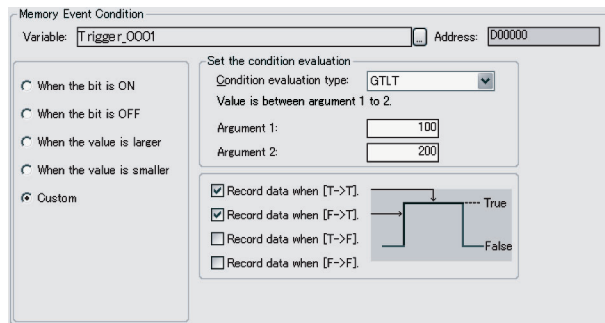 Memory Event Condition
Variable: Trigger_0001 ... Address: D00000
When the bit is ON
When the bit is OFF
When the value is larger
When the value is smaller
Custom
Set the condition evaluation
Condition evaluation type: GTLT
Value is between argument 1 to 2.
Argument 1: 100
Argument 2: 200
Record data when [T->T].
Record data when [F->T].
Record data when [T->F].
Record data when [F->F].
True
False